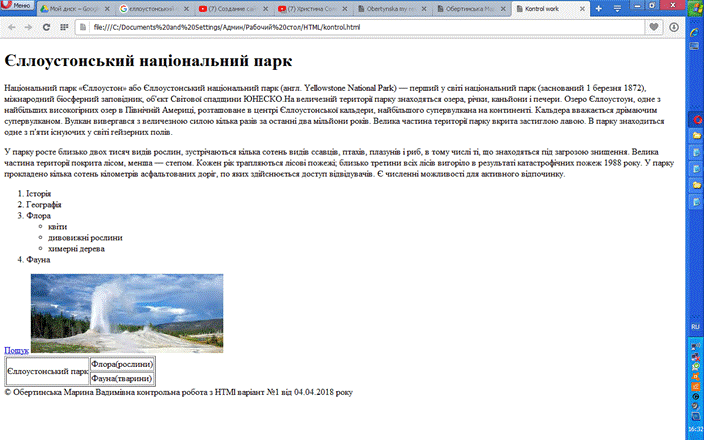 Меню
Мой диск – Google
єллоустонський н
(7) Создание сай
(7) Христина Солo
Obertynska my re
Обертинська Ма
Kontrol work
file:///C:/Documents%20and%20Settings/Админ/Рабочий%20стол/HTML/kontrol.html
Єллоустонський національний парк
Національний парк «Єллоустон» або Єллоустонський національний парк (англ. Yellowstone National Park) — перший у світі національний парк (заснований 1 березня 1872),
міжнародний біосферний заповідник, об'єкт Світової спадщини ЮНЕСКО.На величезній території парку знаходяться озера, річки, каньйони і печери. Озеро Єллоустоун, одне з
найбільших високогірних озер в Північній Америці, розташоване в центрі Єллоустонської кальдери, найбільшого супервулкана на континенті. Кальдера вважається дрімаючим
супервулканом. Вулкан вивергався з величезною силою кілька разів за останні два мільйони років. Велика частина території парку вкрита застиглою лавою. В парку знаходиться
одне з п'яти існуючих у світі гейзерних полів.
У парку росте близько двох тисяч видів рослин, зустрічаються кілька сотень видів ссавців, птахів, плазунів і риб, в тому числі ті, що знаходяться під загрозою знищення. Велика
частина території покрита лісом, менша — степом. Кожен рік трапляються лісові пожежі; близько третини всіх лісів вигоріло в результаті катастрофічних пожеж 1988 року. У парку
прокладено кілька сотень кілометрів асфальтованих доріг, по яких здійснюється доступ відвідувачів. Є численні можливості для активного відпочинку.
1. Історія
2. Географія
3. Флора
квіти
дивовижні рослини
химерні дерева
4. Фауна
Пошук
Єллоустонський парк
Флора(рослини)
Фауна(тварини)
© Обертинська Марина Вадимівна контрольна робота з HTMl варіант №1 від 04.04.2018 року
RU
16:32